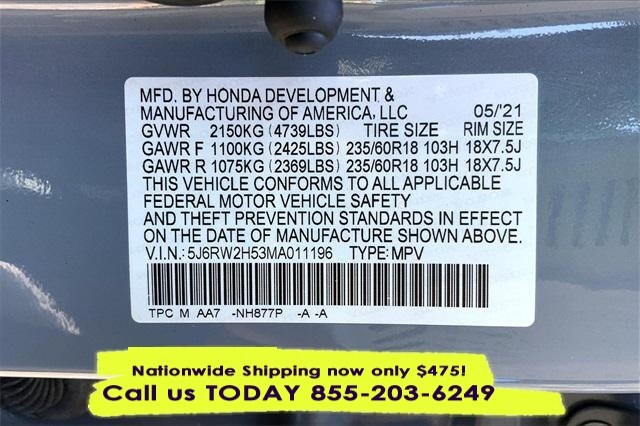 MFD. BY HONDA DEVELOPMENT &
MANUFACTURING OF AMERICA, LLC 05/'21
GVWR 2150KG (4739LBS) TIRE SIZE RIM SIZE
GAWR F 1100KG (2425LBS) 235/60R18 103H 18X7.5J
GAWR R 1075KG (2369LBS) 235/60R18 103H 18X7.5J
THIS VEHICLE CONFORMS TO ALL APPLICABLE
FEDERAL MOTOR VEHICLE SAFETY
AND THEFT PREVENTION STANDARDS IN EFFECT
ON THE DATE OF MANUFACTURE SHOWN ABOVE.
V.I.N.: 5J6RW2H53MA011196 TYPE: MPV
TPC M AA7 -NH877P -A -A
Nationwide Shipping now only $475!
Call us TODAY 855-203-6249